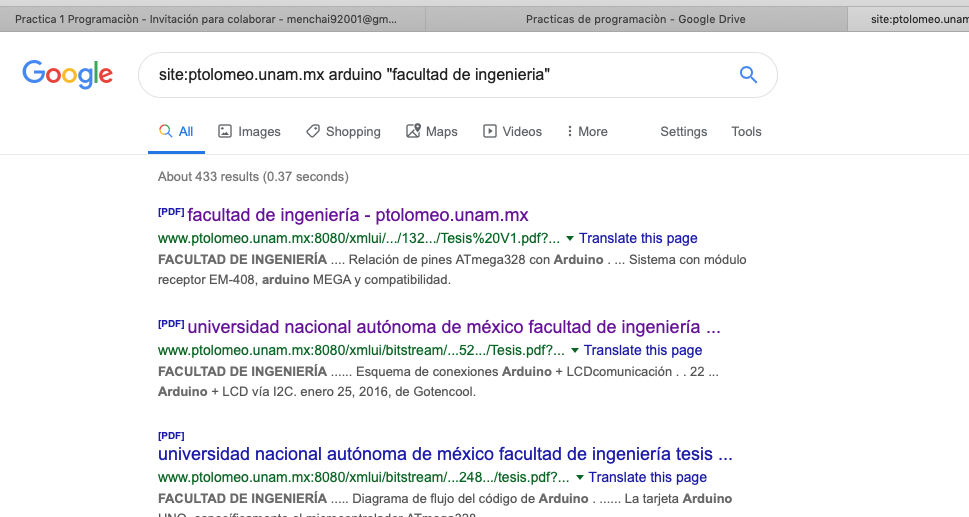 Practica 1 Programaciòn - Invitación para colaborar - menchai92001@gm...
Practicas de programaciòn - Google Drive
site:ptolomeo.unam
Google
site:ptolomeo.unam.mx arduino "facultad de ingenieria"
All Images Shopping Maps Videos More Settings Tools
About 433 results (0.37 seconds)
[PDF] facultad de ingeniería - ptolomeo.unam.mx
www.ptolomeo.unam.mx:8080/xmlui/.../132.../Tesis%20V1.pdf?... Translate this page
FACULTAD DE INGENIERÍA .... Relación de pines ATmega328 con Arduino . ... Sistema con módulo
receptor EM-408, arduino MEGA y compatibilidad.
[PDF] universidad nacional autónoma de méxico facultad de ingeniería ...
www.ptolomeo.unam.mx:8080/xmlui/bitstream/...52.../Tesis.pdf?... Translate this page
FACULTAD DE INGENIERÍA ...... Esquema de conexiones Arduino + LCDcomunicación . . 22 ...
Arduino + LCD vía I2C. enero 25, 2016, de Gotencool.
[PDF]
universidad nacional autónoma de méxico facultad de ingeniería tesis ...
www.ptolomeo.unam.mx:8080/xmlui/bitstream/...248.../tesis.pdf?... Translate this page
FACULTAD DE INGENIERÍA ..... Diagrama de flujo del código de Arduino . ...... La tarjeta Arduino
UNO, específicamente el microcontrolador ATmega328